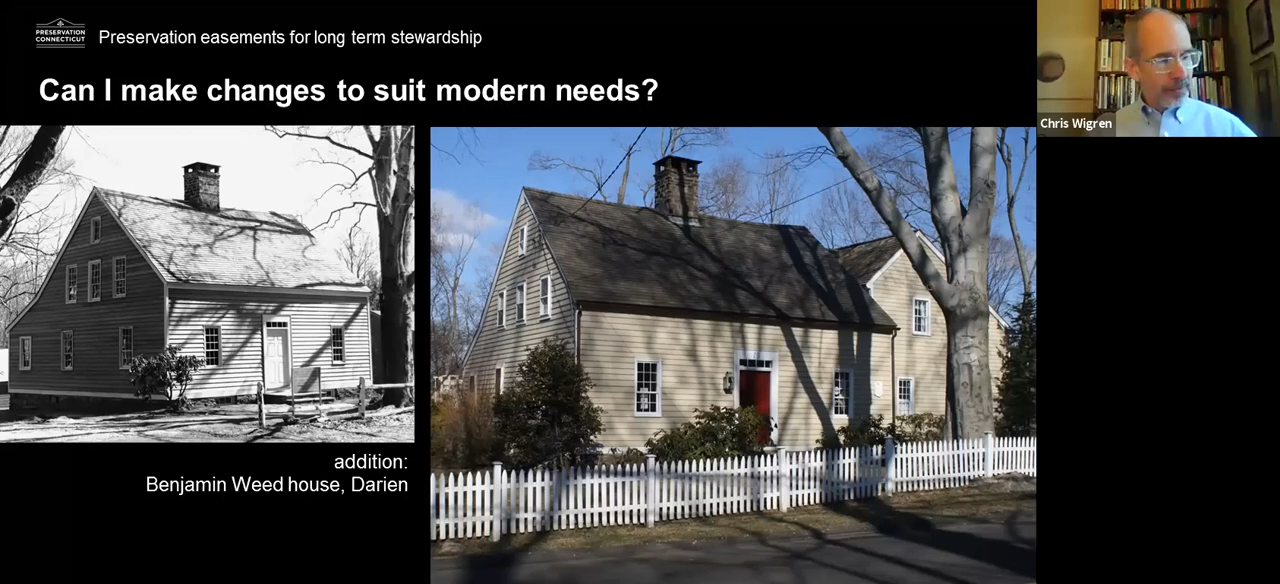 PRESERVATION
CONNECTICUT
Preservation easements for long term stewardship
Can I make changes to suit modern needs?
Chris Wigren
addition:
Benjamin Weed house, Darien